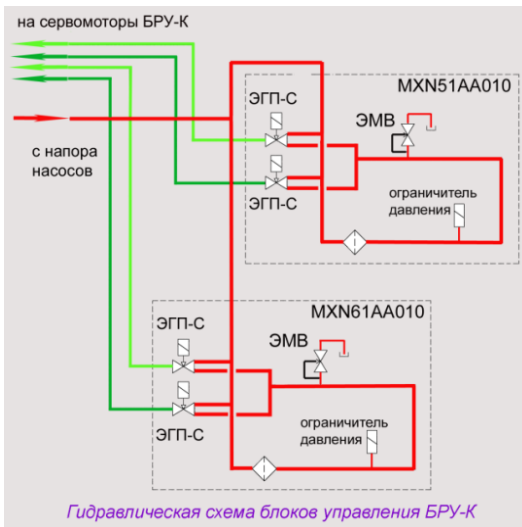 на сервомоторы БРУ-К
MXN51AA010
ЭГП-С
ЭМВ
с напора
насосов
ЭГП-С
ограничитель
давления
MXN61AA010
ЭГП-С
ЭМВ
ЭГП-С
ограничитель
давления
Гидравлическая схема блоков управления БРУ-К